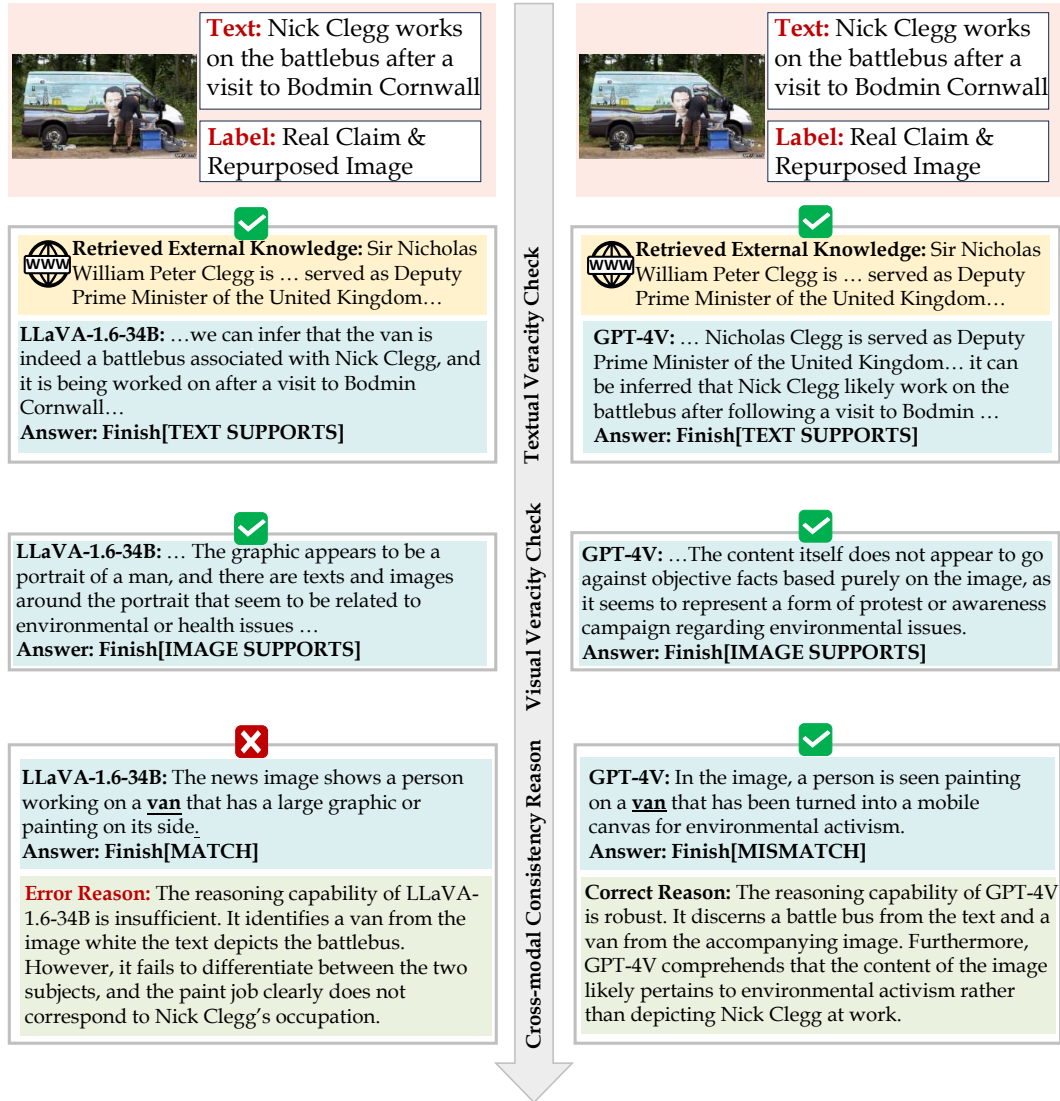 Text: Nick Clegg works
on the battlebus after a
visit to Bodmin Cornwall
Label: Real Claim &
Repurposed Image
WWW
Retrieved External Knowledge: Sir Nicholas
William Peter Clegg is … served as Deputy
Prime Minister of the United Kingdom…
LLaVA-1.6-34B: …we can infer that the van is
indeed a battlebus associated with Nick Clegg, and
it is being worked on after a visit to Bodmin
Cornwall…
Answer: Finish[TEXT SUPPORTS]
LLaVA-1.6-34B: … The graphic appears to be a
portrait of a man, and there are texts and images
around the portrait that seem to be related to
environmental or health issues …
Answer: Finish[IMAGE SUPPORTS]
LLaVA-1.6-34B: The news image shows a person
working on a van that has a large graphic or
painting on its side.
Answer: Finish[MATCH]
Error Reason: The reasoning capability of LLaVA-
1.6-34B is insufficient. It identifies a van from the
image white the text depicts the battlebus.
However, it fails to differentiate between the two
subjects, and the paint job clearly does not
correspond to Nick Clegg's occupation.
Textual Veracity Check
Visual Veracity Check
Cross-modal Consistency Reason
Text: Nick Clegg works
on the battlebus after a
visit to Bodmin Cornwall
Label: Real Claim &
Repurposed Image
WWW
Retrieved External Knowledge: Sir Nicholas
William Peter Clegg is … served as Deputy
Prime Minister of the United Kingdom…
GPT-4V: … Nicholas Clegg is served as Deputy
Prime Minister of the United Kingdom… it can
be inferred that Nick Clegg likely work on the
battlebus after following a visit to Bodmin …
Answer: Finish[TEXT SUPPORTS]
GPT-4V: …The content itself does not appear to go
against objective facts based purely on the image, as
it seems to represent a form of protest or awareness
campaign regarding environmental issues.
Answer: Finish[IMAGE SUPPORTS]
GPT-4V: In the image, a person is seen painting
on a van that has been turned into a mobile
canvas for environmental activism.
Answer: Finish[MISMATCH]
Correct Reason: The reasoning capability of GPT-4V
is robust. It discerns a battle bus from the text and a
van from the accompanying image. Furthermore,
GPT-4V comprehends that the content of the image
likely pertains to environmental activism rather
than depicting Nick Clegg at work.